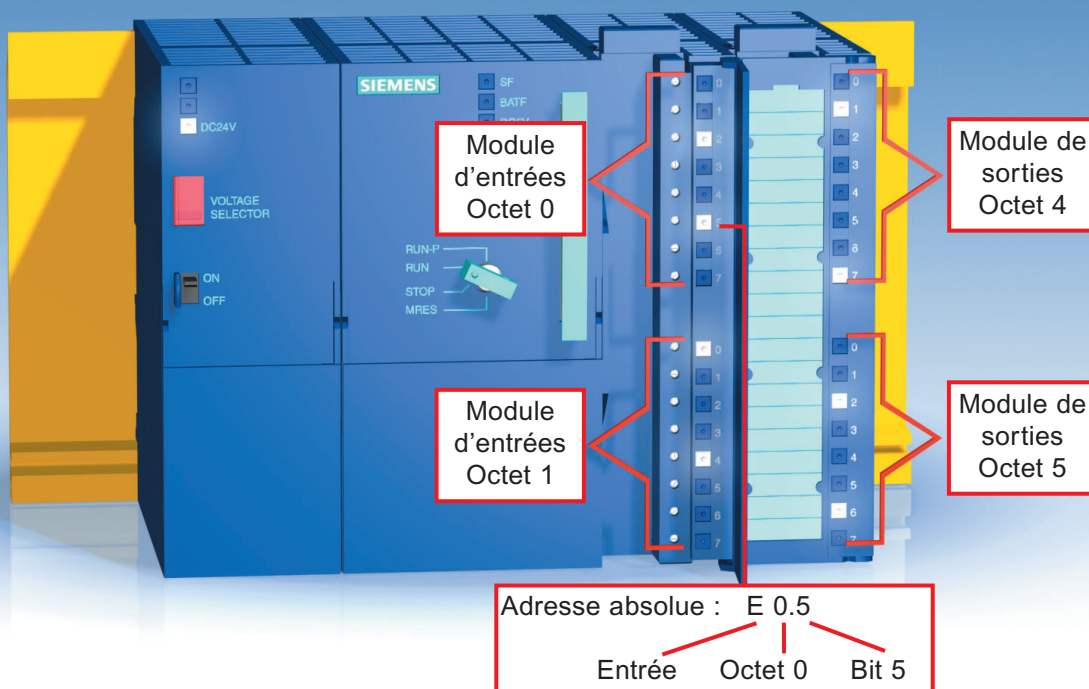 SIEMENS
DC24V
VOLTAGE
SELECTOR
ON
OFF
SF
BATF
RUN-P
RUN
STOP
MRES
Module
d'entrées
Octet 0
0
1
2
3
4
5
6
7
Module
d'entrées
Octet 1
0
1
2
3
4
5
6
7
0
1
2
3
4
5
6
7
Module de
sorties
Octet 4
0
1
2
3
4
5
6
7
Module de
sorties
Octet 5
Adresse absolue : E 0.5
Entrée Octet 0 Bit 5